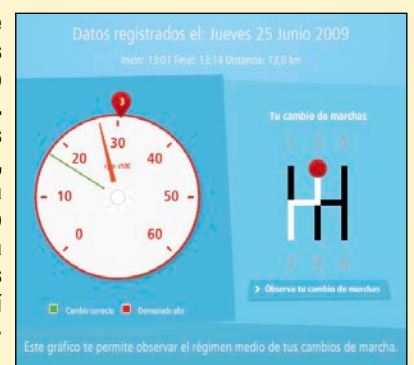 Datos registrados el: Jueves 25 Junio 2009
Inicio: 13:01 Final: 13:14 Distancia: 13,0 km
3
Tu cambio de marchas
30
20
40
x100
10
50
0
60
> Observa tu cambio de marchas
Cambio correcto
Demasiado alto
Este gráfico te permite observar el régimen medio de tus cambios de marcha.